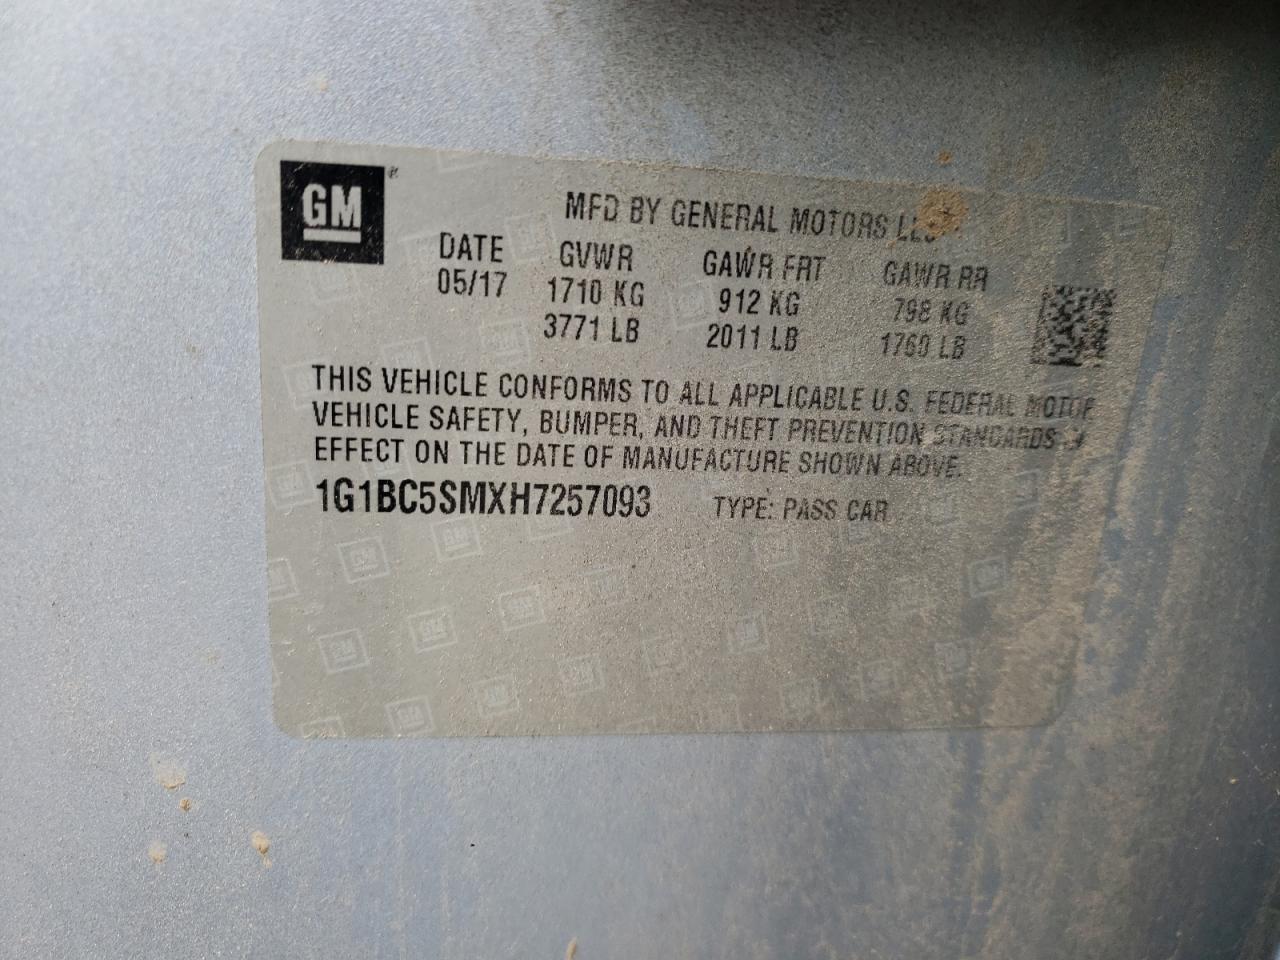 GM
MFD BY GENERAL MOTORS LLC
DATE GVWR GAWR FRT GAWR RR
05/17 1710 KG 912 KG 798 KG
3771 LB 2011 LB 1760 LB
THIS VEHICLE CONFORMS TO ALL APPLICABLE U.S. FEDERAL MOTOR
VEHICLE SAFETY, BUMPER, AND THEFT PREVENTION STANDARDS IN
EFFECT ON THE DATE OF MANUFACTURE SHOWN ABOVE.
1G1BC5SMXH7257093 TYPE: PASS CAR